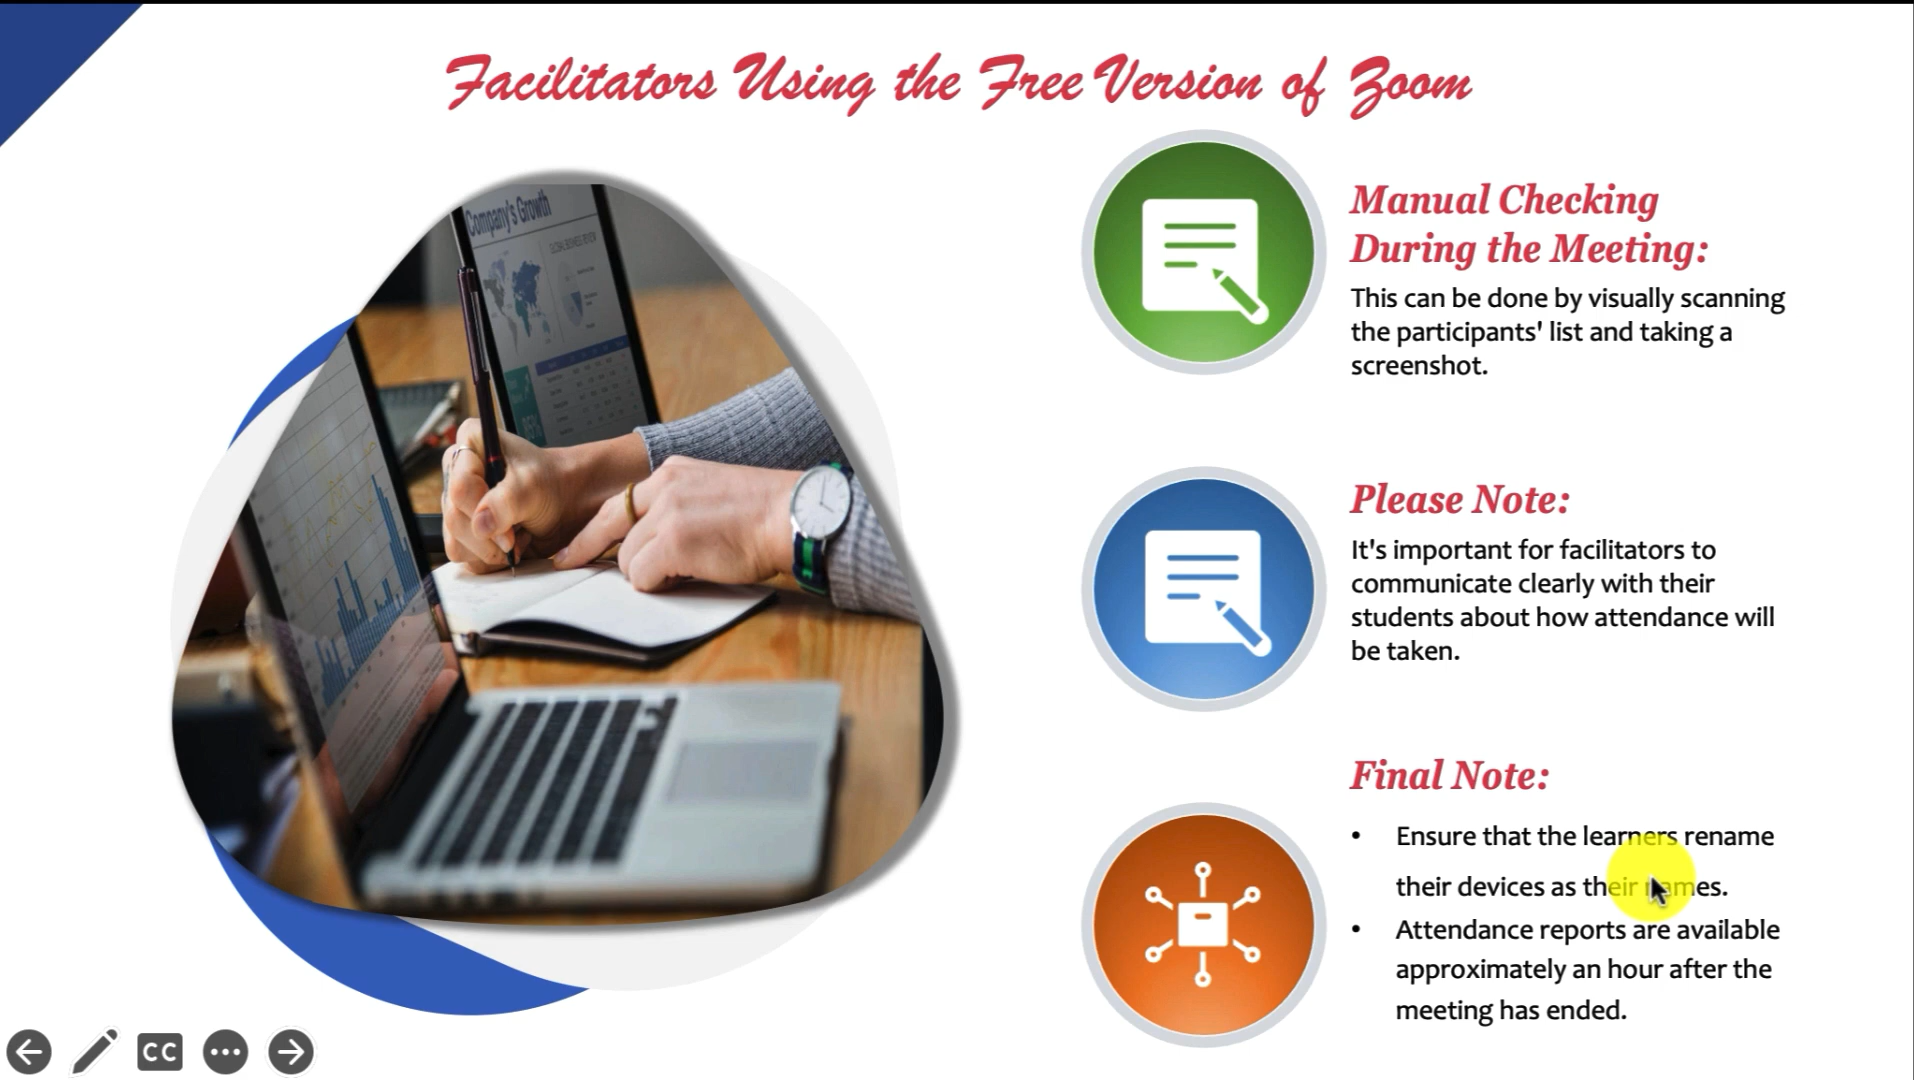 Facilitators Using the Free Version of Zoom
Company's Growth
GLOBAL BUSINESS REVIEW
Manual Checking
During the Meeting:
This can be done by visually scanning
the participants' list and taking a
screenshot.
Please Note:
It's important for facilitators to
communicate clearly with their
students about how attendance will
be taken.
Final Note:
• Ensure that the learners rename
their devices as their names.
• Attendance reports are available
approximately an hour after the
meeting has ended.
CC